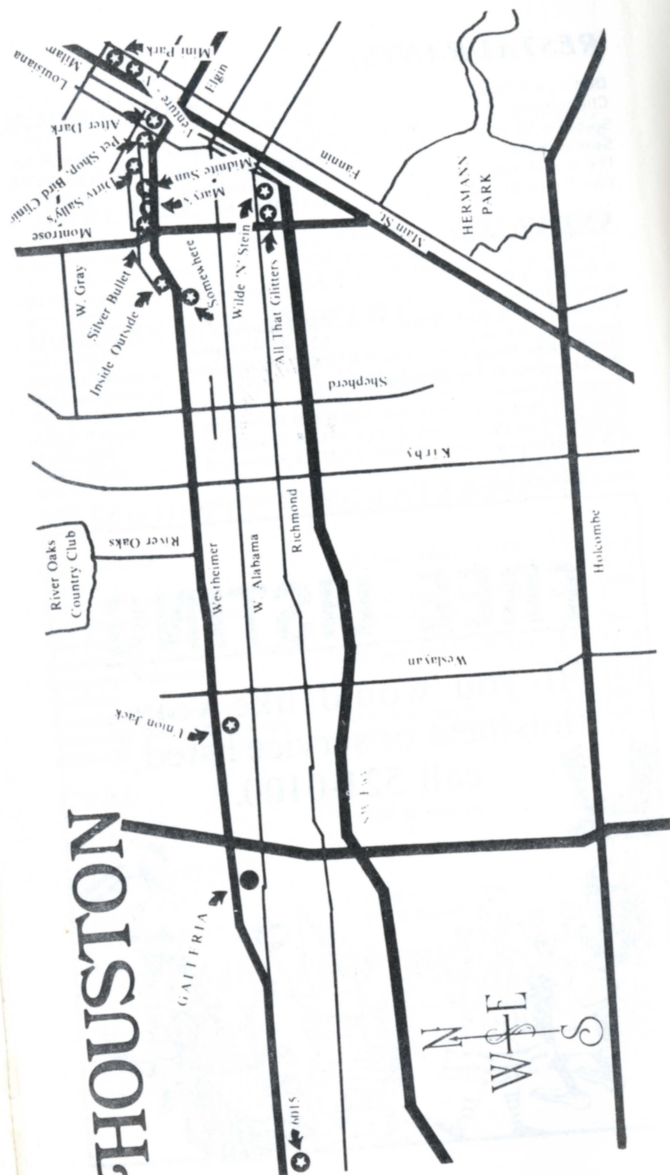 'HOUSTON
Mini Park
Milam
Louisiana
Elgin
After Dark
Pet Shop, Bird Clinic
Dirty Sally's
Midnite Sun
Mary's
Montrose
W. Gray
Silver Bullet
Inside Outside
Somewhere
Wilde 'N' Stein
All That Glitters
Fannin
Main St.
HERMANN
PARK
Shepherd
Kirby
River Oaks
River Oaks
Country Club
Westheimer
W. Alabama
Richmond
Holcombe
Weslayan
Union Jack
GALLERIA
6015
N
W E
S